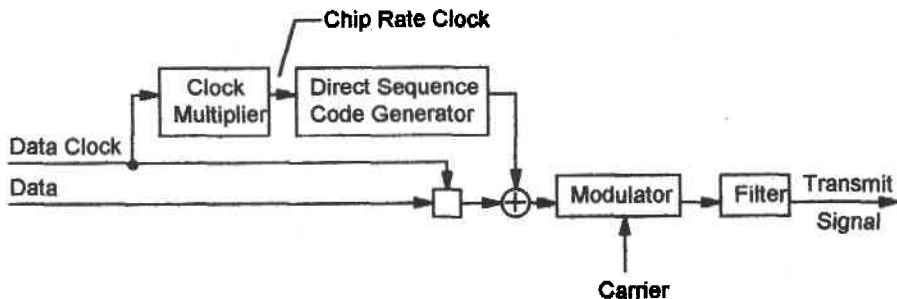 Chip Rate Clock
Clock
Multiplier
Direct Sequence
Code Generator
Data Clock
Data
Modulator
Filter
Transmit
Signal
Carrier